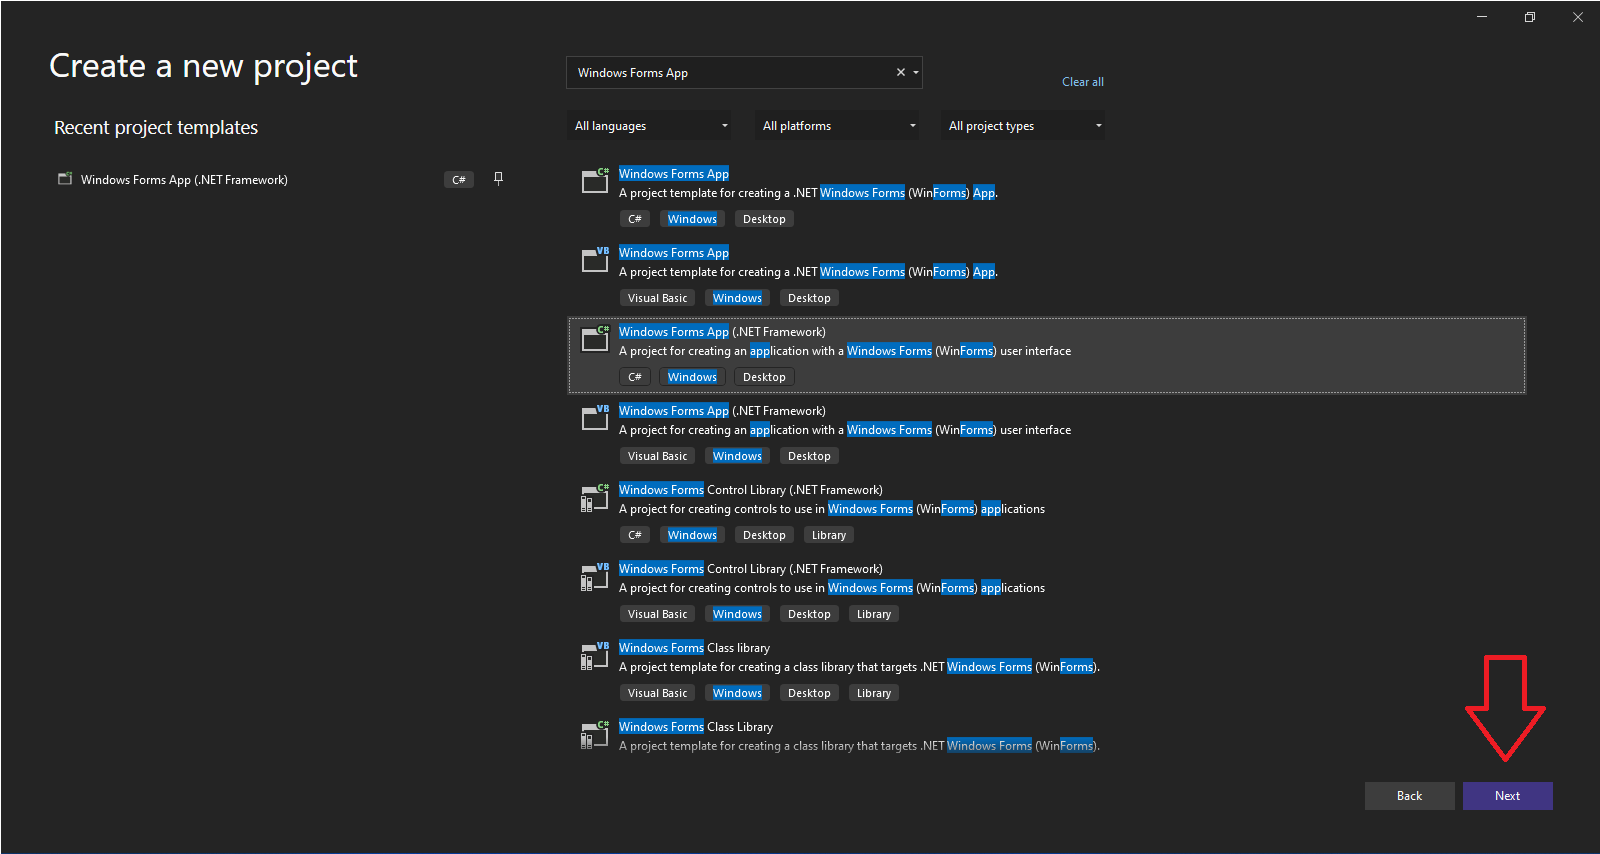 Create a new project
Recent project templates
Windows Forms App (.NET Framework)
C#
Windows Forms App
Clear all
All languages
All platforms
All project types
C#
Windows Forms App
A project template for creating a .NET Windows Forms (WinForms) App.
C# Windows Desktop
VB
Windows Forms App
A project template for creating a .NET Windows Forms (WinForms) App.
Visual Basic Windows Desktop
C#
Windows Forms App (.NET Framework)
A project for creating an application with a Windows Forms (WinForms) user interface
C# Windows Desktop
VB
Windows Forms App (.NET Framework)
A project for creating an application with a Windows Forms (WinForms) user interface
Visual Basic Windows Desktop
C#
Windows Forms Control Library (.NET Framework)
A project for creating controls to use in Windows Forms (WinForms) applications
C# Windows Desktop Library
VB
Windows Forms Control Library (.NET Framework)
A project for creating controls to use in Windows Forms (WinForms) applications
Visual Basic Windows Desktop Library
VB
Windows Forms Class library
A project template for creating a class library that targets .NET Windows Forms (WinForms).
Visual Basic Windows Desktop Library
C#
Windows Forms Class Library
A project template for creating a class library that targets .NET Windows Forms (WinForms).
Back
Next